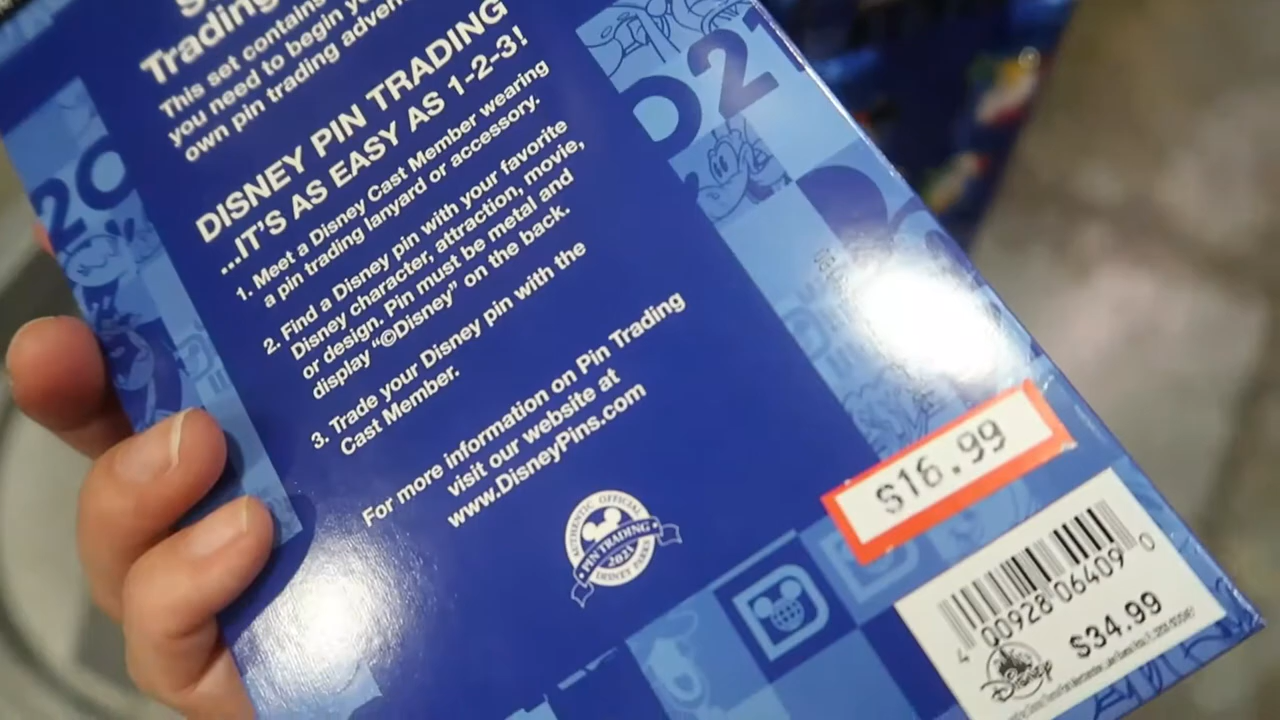 Trading
This set contains
you need to begin
own pin trading
DISNEY PIN TRADING
...IT'S AS EASY AS 1-2-3!
1. Meet a Disney Cast Member wearing
a pin trading lanyard or accessory.
2. Find a Disney pin with your favorite
Disney character, attraction, movie,
or design. Pin must be metal and
display "©Disney" on the back.
3. Trade your Disney pin with the
Cast Member.
For more information on Pin Trading
visit our website at
www.DisneyPins.com
AUTHENTIC OFFICIAL
PIN TRADING
2021
DISNEY PARKS
20
02
$16.99
4 00928 06409 0
$34.99
Disney